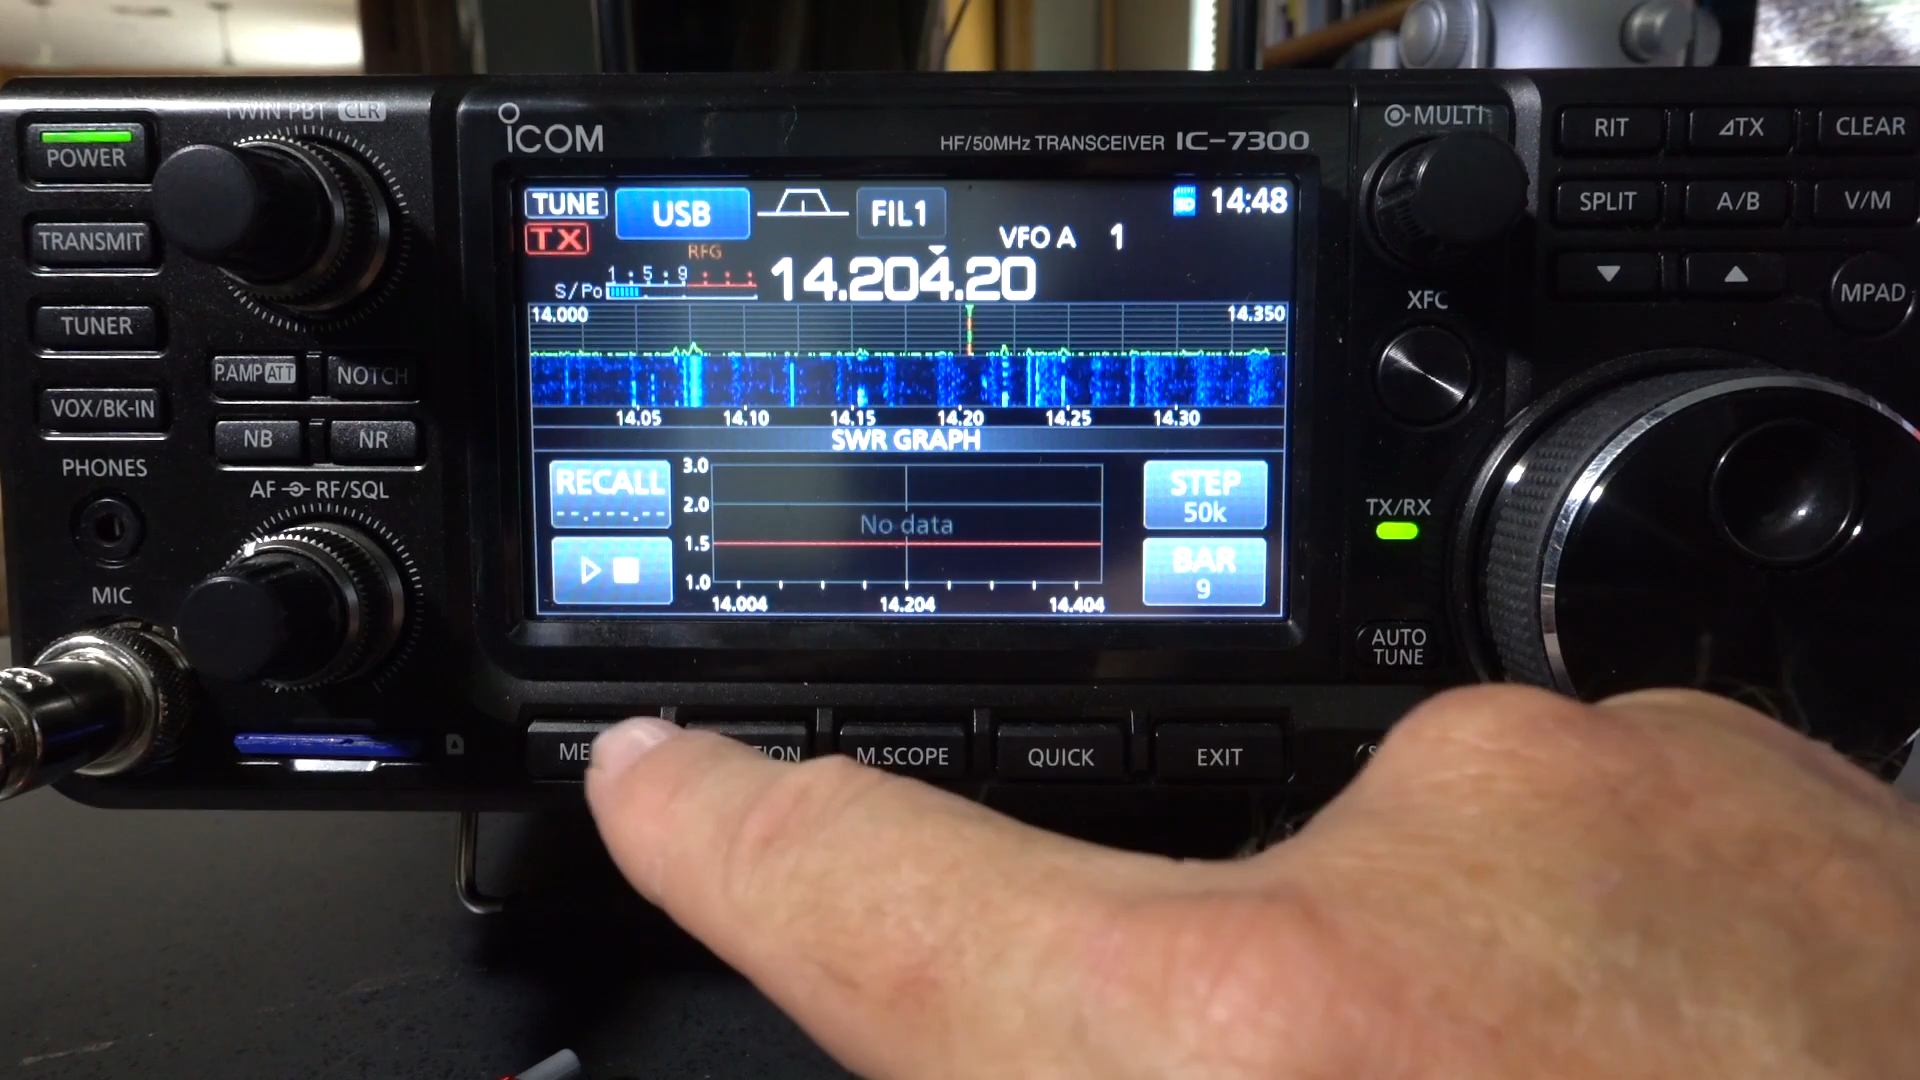 POWER
TRANSMIT
TUNER
VOX/BK-IN
PHONES
MIC
TWIN PBT CLR
P.AMP ATT
NOTCH
NB
NR
AF RF/SQL
ICOM
HF/50MHz TRANSCEIVER IC-7300
TUNE USB FIL1 14:48
TX
RFG
VFO A 1
1 5 9
S/Po
14.204.20
14.000 14.350
14.05 14.10 14.15 14.20 14.25 14.30
SWR GRAPH
RECALL
--.---.--
3.0
2.0
1.5
1.0
No data
14.004 14.204 14.404
STEP
50k
BAR
9
M.SCOPE
QUICK
EXIT
MULTI
XFC
TX/RX
AUTO
TUNE
RIT ⊿TX CLEAR
SPLIT A/B V/M
▼ ▲
MPAD